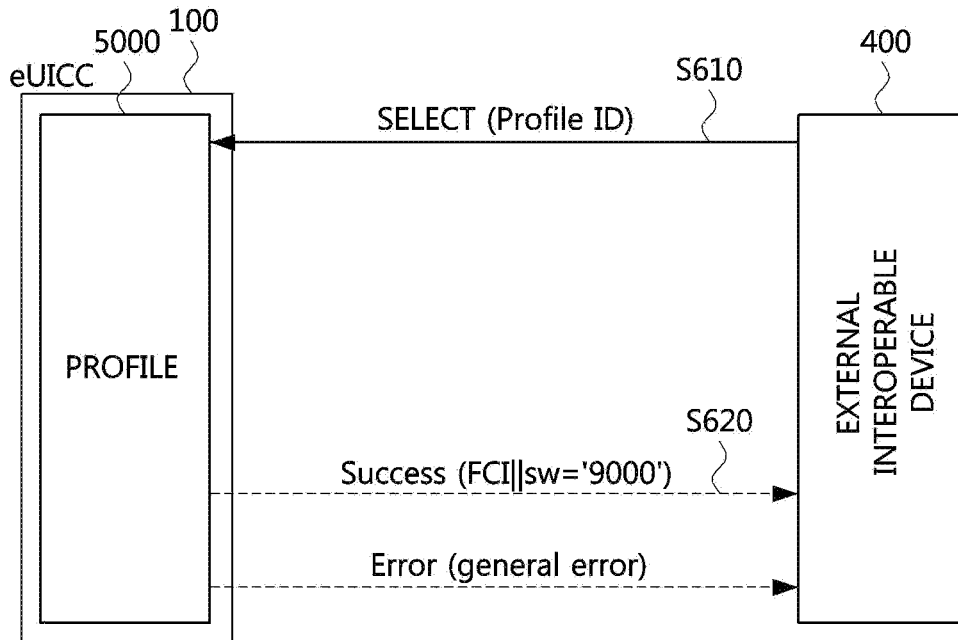 5000
100
400
eUICC
S610
SELECT (Profile ID)
PROFILE
EXTERNAL
INTEROPERABLE
DEVICE
S620
Success (FCI||sw='9000')
Error (general error)